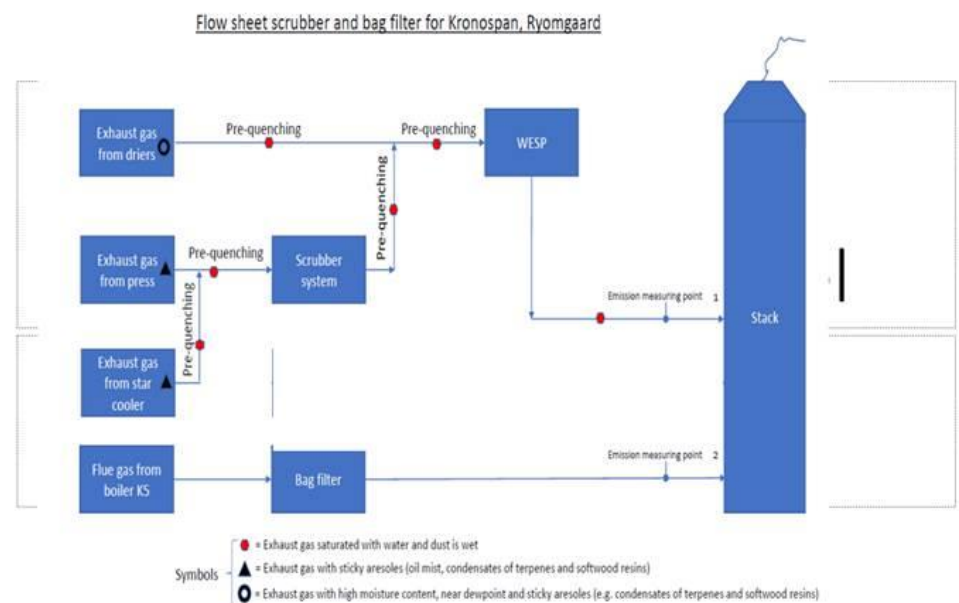 Flow sheet scrubber and bag filter for Kronospan, Ryomgaard
Exhaust gas
from driers
Pre-quenching
Pre-quenching
WESP
Pre-quenching
Exhaust gas
from press
Pre-quenching
Scrubber
system
Pre-quenching
Exhaust gas
from star
cooler
Emission measuring point 1
Stack
Flue gas from
boiler K5
Bag filter
Emission measuring point 2
Symbols
= Exhaust gas saturated with water and dust is wet
= Exhaust gas with sticky aresoles (oil mist, condensates of terpenes and softwood resins)
= Exhaust gas with high moisture content, near dewpoint and sticky aresoles (e.g. condensates of terpenes and softwood resins)